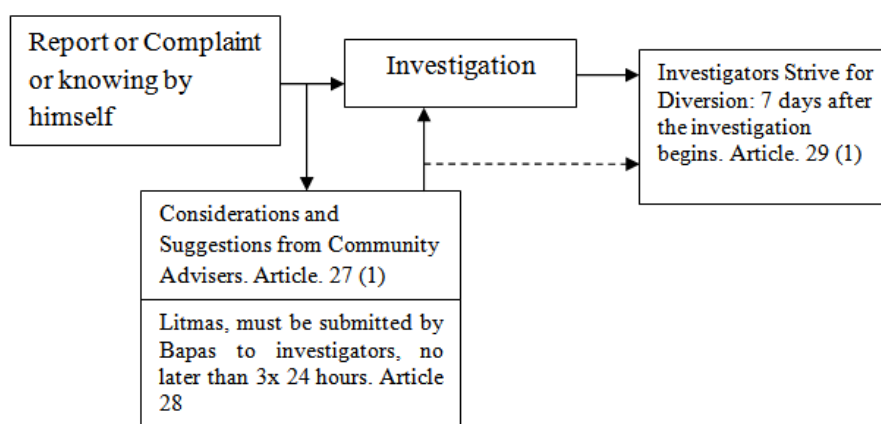 Report or Complaint
or knowing by
himself
Investigation
Investigators Strive for
Diversion: 7 days after
the investigation
begins. Article. 29 (1)
Considerations and
Suggestions from Community
Advisers. Article. 27 (1)
Litmas, must be submitted by
Bapas to investigators, no
later than 3x 24 hours. Article
28